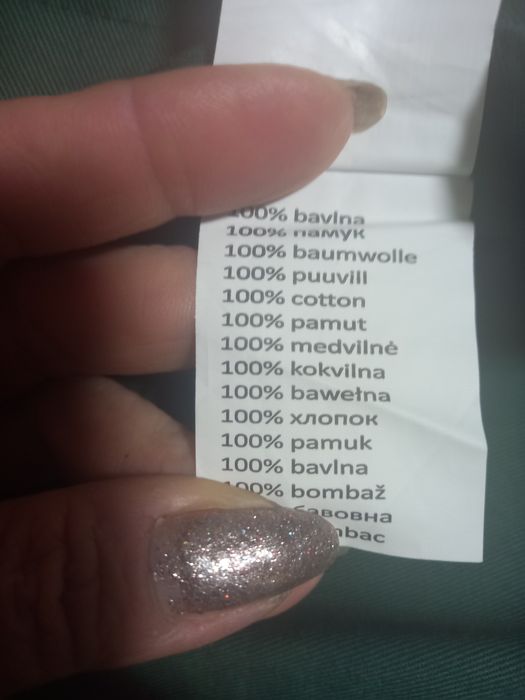 100% bavlna
100% памук
100% baumwolle
100% puuvill
100% cotton
100% pamut
100% medvilnė
100% kokvilna
100% bawełna
100% хлопок
100% pamuk
100% bavlna
100% bombaž
бавовна